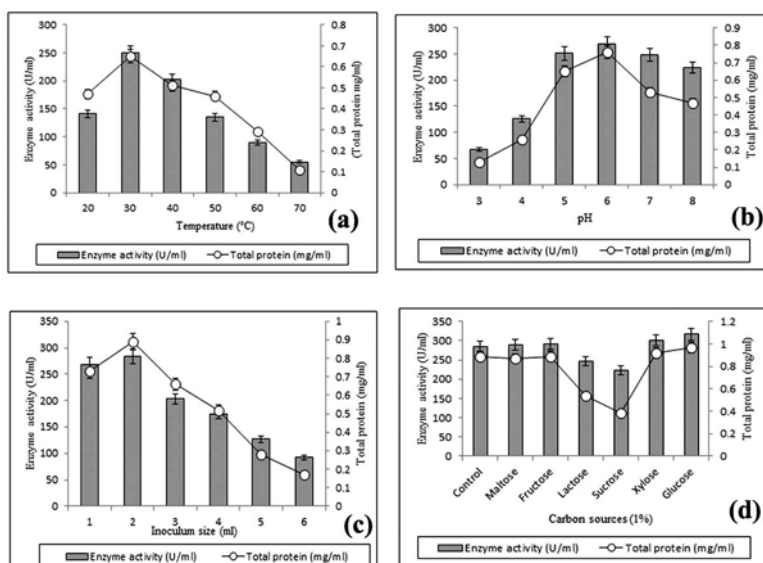 Enzyme activity (U/ml)
300
250
200
150
100
50
0
20 30 40 50 60 70
Temperature (°C)
0.8
0.7
0.6
0.5
0.4
0.3
0.2
0.1
0
(Total protein mg/ml)
(a)
Enzyme activity (U/ml) Total protein (mg/ml)
Enzyme activity (U/ml)
300
250
200
150
100
50
0
3 4 5 6 7 8
pH
0.9
0.8
0.7
0.6
0.5
0.4
0.3
0.2
0.1
0
Total protein (mg/ml)
(b)
Enzyme activity (U/ml) Total protein (mg/ml)
Enzyme activity (U/ml)
350
300
250
200
150
100
50
0
1 2 3 4 5 6
Inoculum size (ml)
1
0.9
0.8
0.7
0.6
0.5
0.4
0.3
0.2
0.1
0
Total protein (mg/ml)
(c)
Enzyme activity (U/ml) Total protein (mg/ml)
Enzyme activity (U/ml)
350
300
250
200
150
100
50
0
Control Maltose Fructose Lactose Sucrose Xylose Glucose
Carbon sources (1%)
1.2
1
0.8
0.6
0.4
0.2
0
Total protein (mg/ml)
(d)
Enzyme activity (U/ml) Total protein (mg/ml)